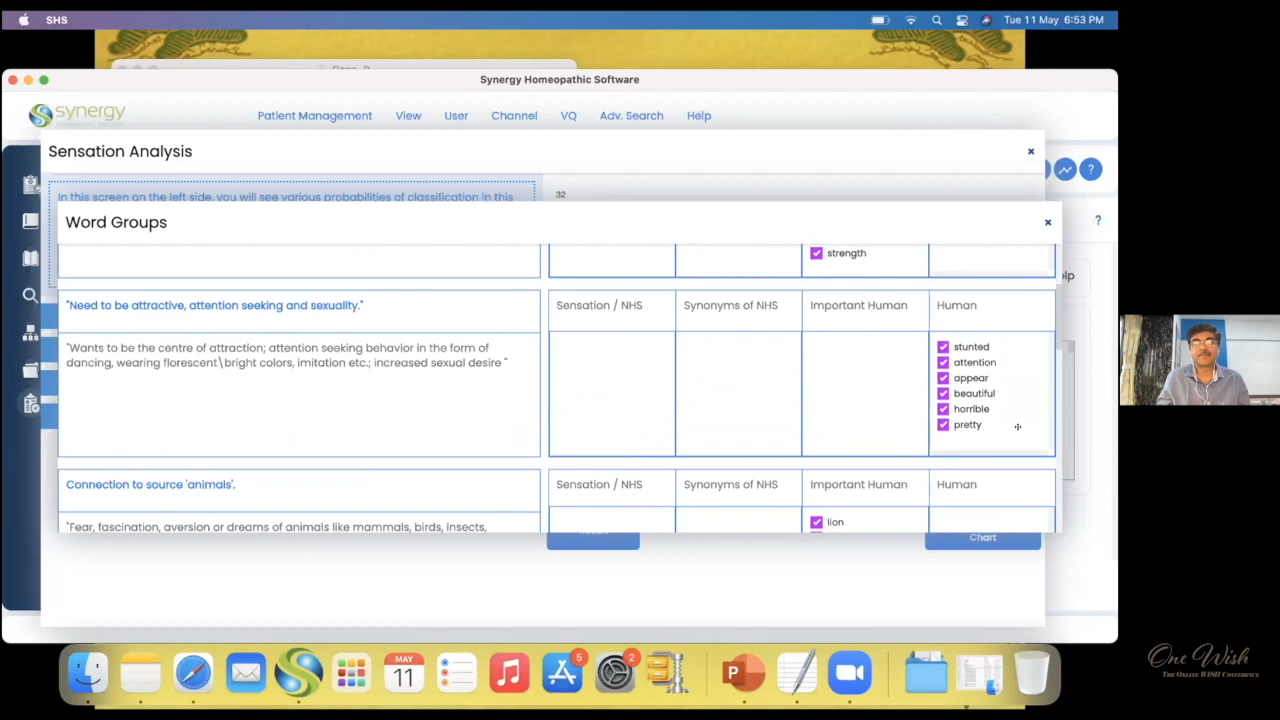 SHS
Tue 11 May 6:53 PM
Synergy Homeopathic Software
synergy
Patient Management View User Channel VQ Adv. Search Help
Sensation Analysis
In this screen on the left side, you will see various probabilities of classification in this
32
Word Groups
?
?
strength
lp
"Need to be attractive, attention seeking and sexuality."
Sensation / NHS Synonyms of NHS Important Human Human
"Wants to be the centre of attraction; attention seeking behavior in the form of
dancing, wearing florescent\bright colors, imitation etc.; increased sexual desire "
stunted
attention
appear
beautiful
horrible
pretty
Connection to source 'animals'.
Sensation / NHS Synonyms of NHS Important Human Human
"Fear, fascination, aversion or dreams of animals like mammals, birds, insects,
lion
Chart
MAY
11
5
2
P
One Wish
The Online WISH Conference